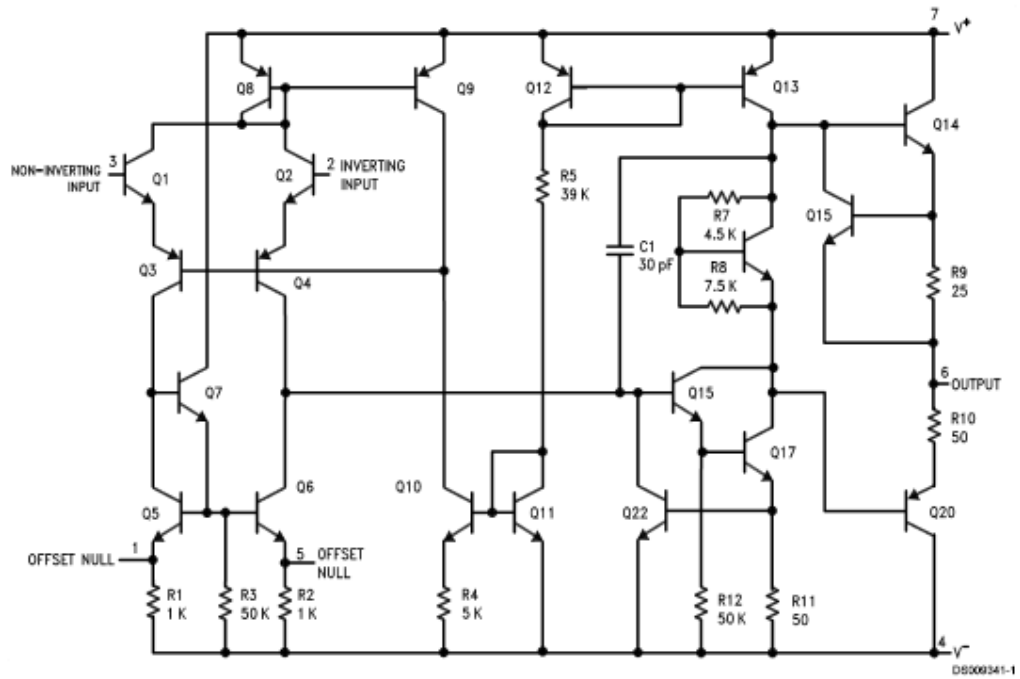 7
V+
Q8
Q9
Q12
Q13
Q14
3
NON-INVERTING
INPUT
Q1
Q2
2 INVERTING
INPUT
R5
39 K
R7
4.5 K
Q15
C1
30 pF
R8
7.5 K
R9
25
Q3
Q4
6
OUTPUT
Q7
Q15
R10
50
Q17
Q5
Q6
Q10
Q11
Q22
Q20
OFFSET NULL
1
5
OFFSET
NULL
R1
1 K
R3
50 K
R2
1 K
R4
5 K
R12
50 K
R11
50
4
V-
DS009341-1